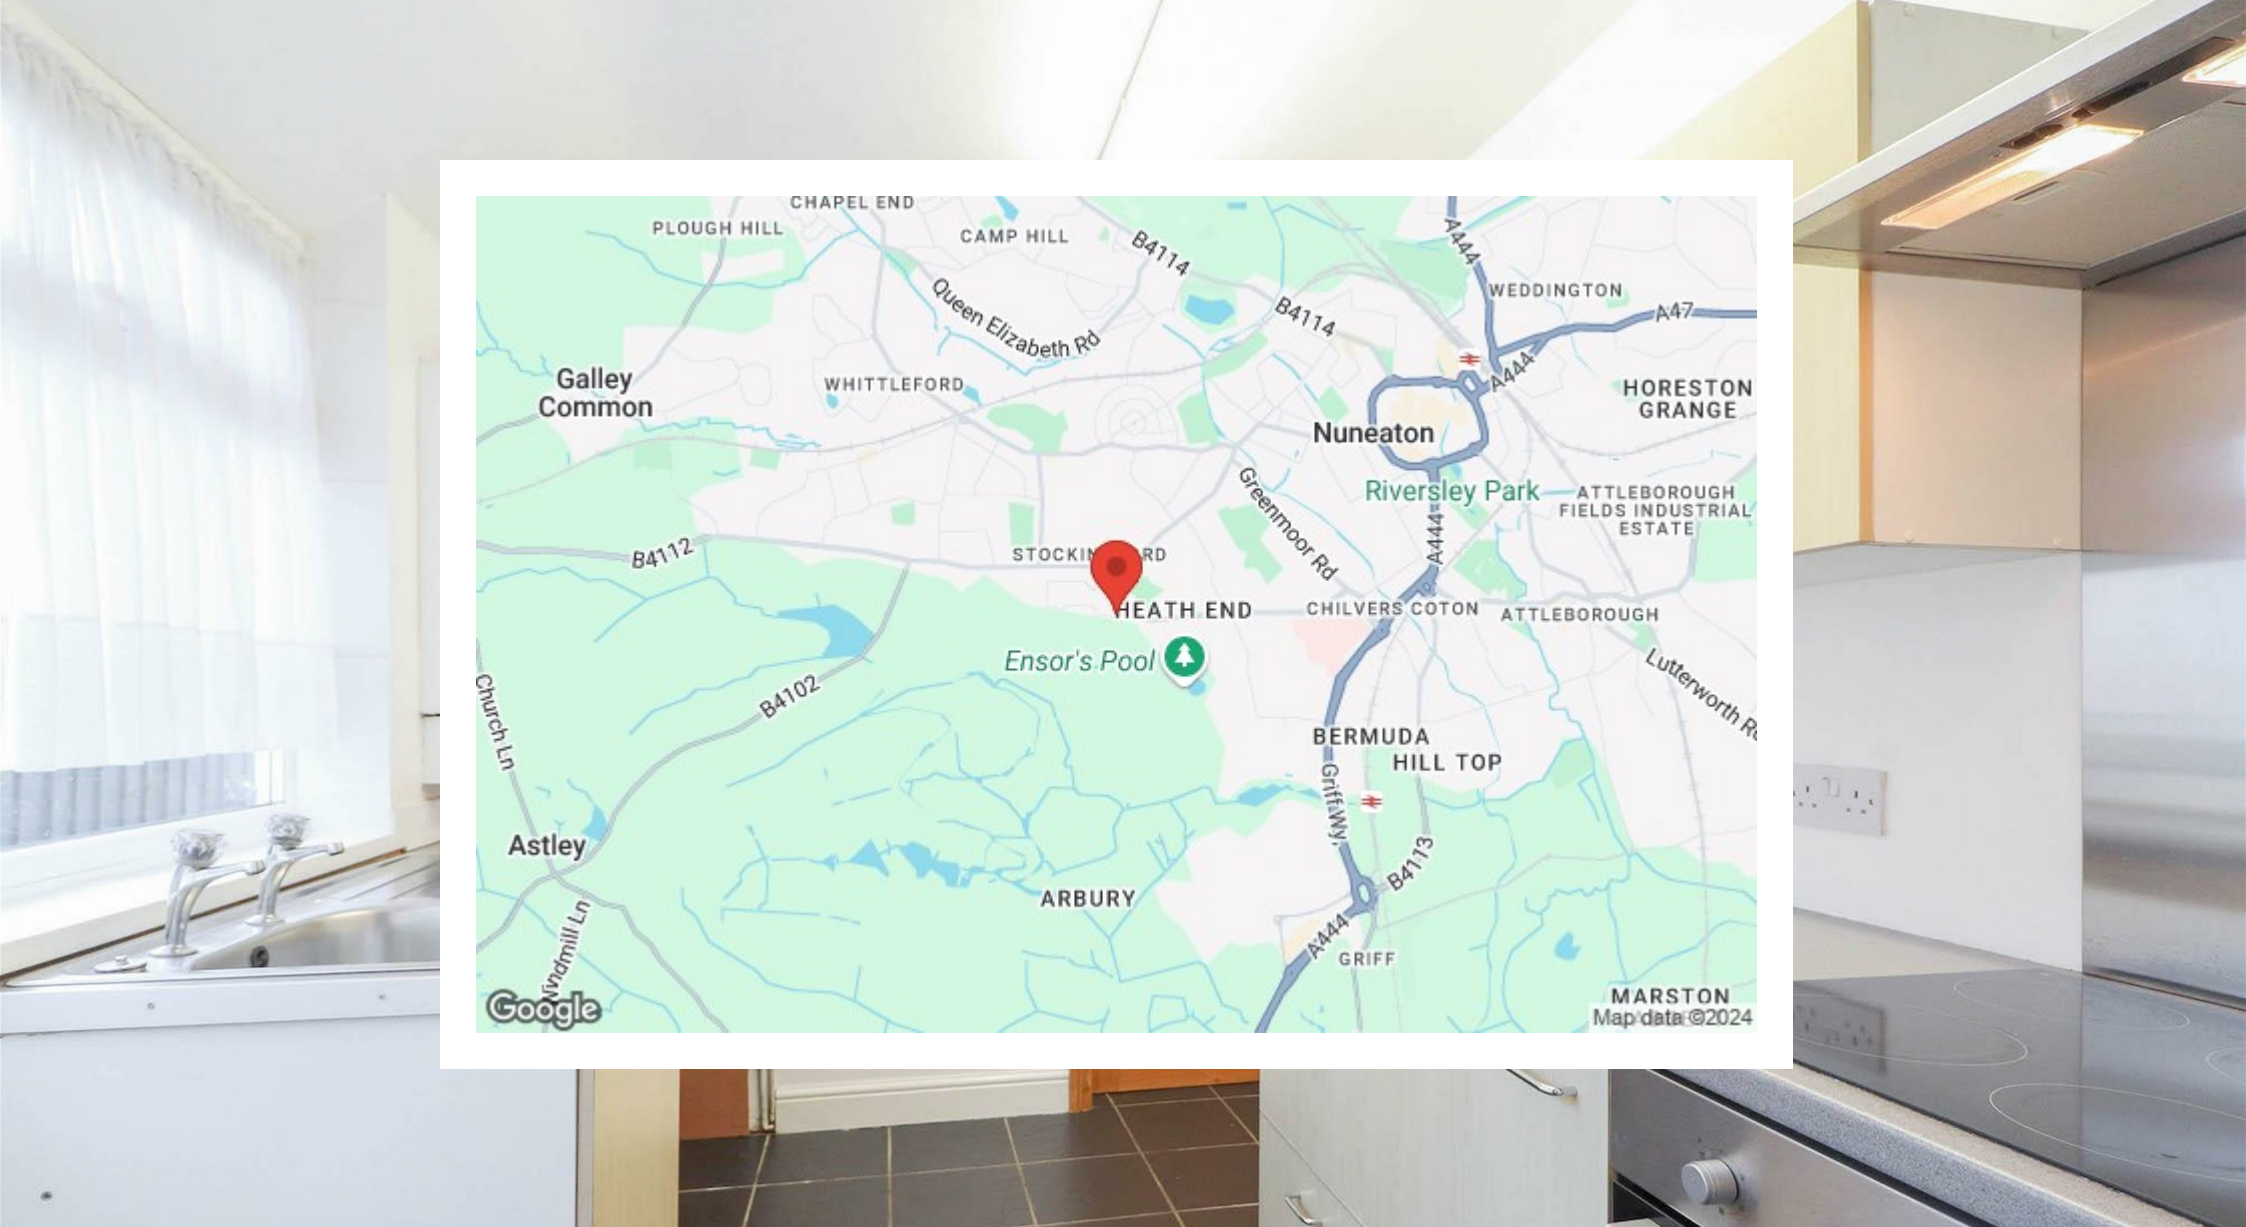 CHAPEL END
PLOUGH HILL
CAMP HILL
B4114
A444
Queen Elizabeth Rd
WEDDINGTON
B4114
A47
Galley
Common
WHITTLEFORD
A444
HORESTON
GRANGE
Nuneaton
Greenmoor Rd
Riversley Park
ATTLEBOROUGH
FIELDS INDUSTRIAL
ESTATE
A444
B4112
HEATH END
CHILVERS COTON
ATTLEBOROUGH
Ensor's Pool
Church Ln
B4102
Lutterworth
BERMUDA
HILL TOP
Griff Wy
Astley
B4113
ARBURY
Windmill Ln
A444
GRIFF
MARSTON
Google
Map data ©2024